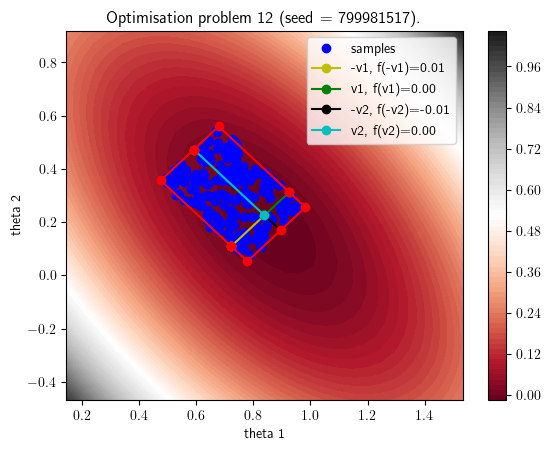 Optimisation problem 12 (seed = 799981517).
samples
-v1, f(-v1)=0.01
v1, f(v1)=0.00
-v2, f(-v2)=-0.01
v2, f(v2)=0.00
0.8
0.6
0.4
0.2
0.0
−0.2
−0.4
theta 2
0.2 0.4 0.6 0.8 1.0 1.2 1.4
theta 1
0.96
0.84
0.72
0.60
0.48
0.36
0.24
0.12
0.00